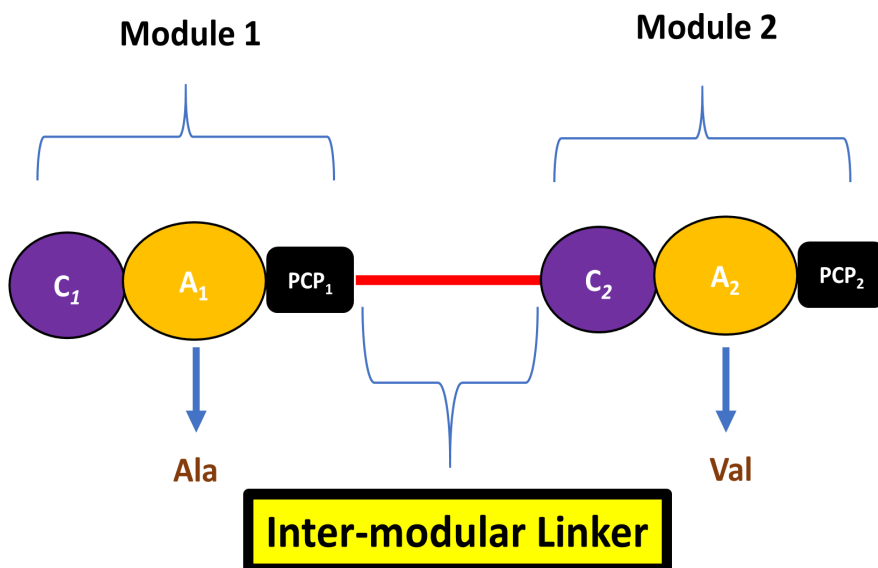 Module 1
Module 2
C1
A1
PCP1
C2
A2
PCP2
Ala
Val
Inter-modular Linker